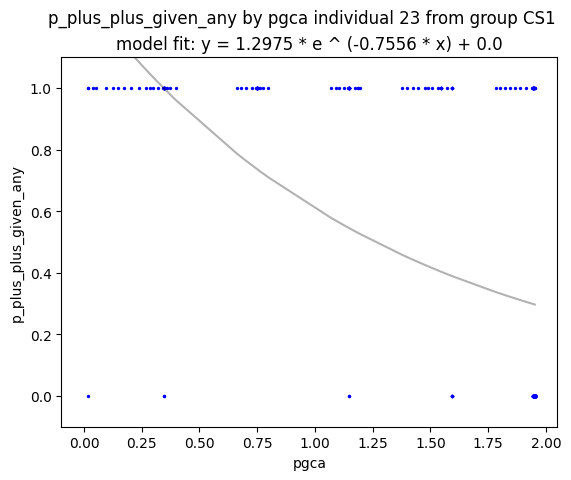 p_plus_plus_given_any by pgca individual 23 from group CS1
model fit: y = 1.2975 * e ^ (-0.7556 * x) + 0.0
1.0
0.8
0.6
0.4
0.2
0.0
p_plus_plus_given_any
0.00 0.25 0.50 0.75 1.00 1.25 1.50 1.75 2.00
pgca